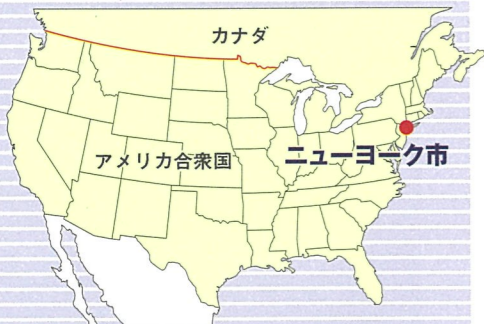 カナダ
アメリカ合衆国
ニューヨーク市